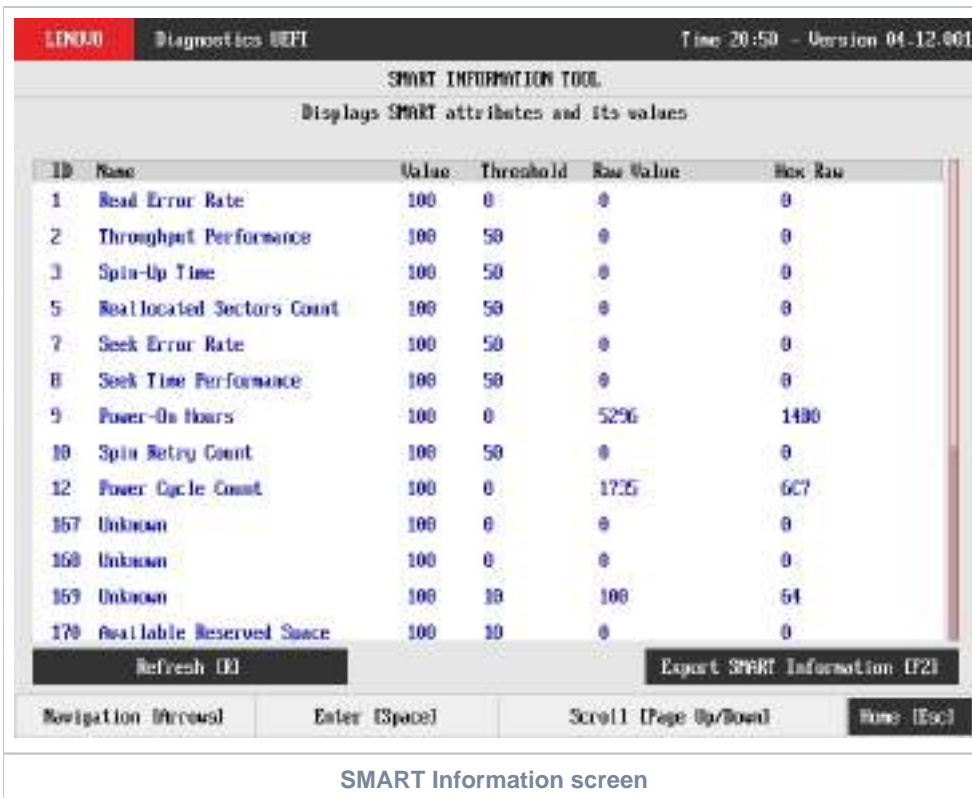 LENOVO Diagnostics UEFI Time 20:50 - Version 04.12.001
SMART INFORMATION TOOL
Displays SMART attributes and its values
ID Name Value Threshold Raw Value Hex Raw
1 Read Error Rate 100 0 0 0
2 Throughput Performance 100 50 0 0
3 Spin-Up Time 100 50 0 0
5 Reallocated Sectors Count 100 50 0 0
7 Seek Error Rate 100 50 0 0
8 Seek Time Performance 100 50 0 0
9 Power-On Hours 100 0 5296 14B0
10 Spin Retry Count 100 50 0 0
12 Power Cycle Count 100 0 1735 6C7
167 Unknown 100 0 0 0
168 Unknown 100 0 0 0
169 Unknown 100 10 100 64
170 Available Reserved Space 100 10 0 0
Refresh [R] Export SMART Information [F2]
Navigation [Arrows] Enter [Space] Scroll [Page Up/Down] Home [Esc]
SMART Information screen